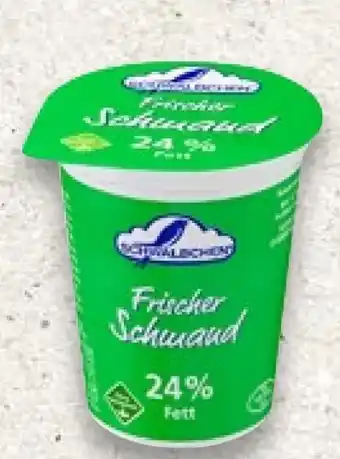 SCHWÄLBCHEN
Frischer
Schmand
24 %
Fett
SCHWÄLBCHEN
Frischer
Schmand
24%
Fett